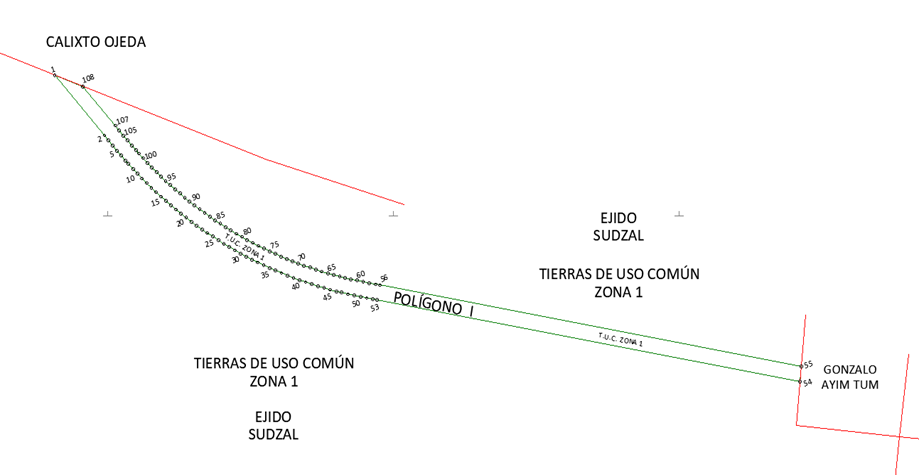 CALIXTO OJEDA
1
108
107
105
2
5
100
10
95
15
90
20
85
25
80
T.U.C. ZONA 1
30
75
35
70
40
65
45
60
50
56
53
POLÍGONO I
EJIDO
SUDZAL
TIERRAS DE USO COMÚN
ZONA 1
T.U.C. ZONA 1
55
54
GONZALO
AYIM TUM
TIERRAS DE USO COMÚN
ZONA 1
EJIDO
SUDZAL